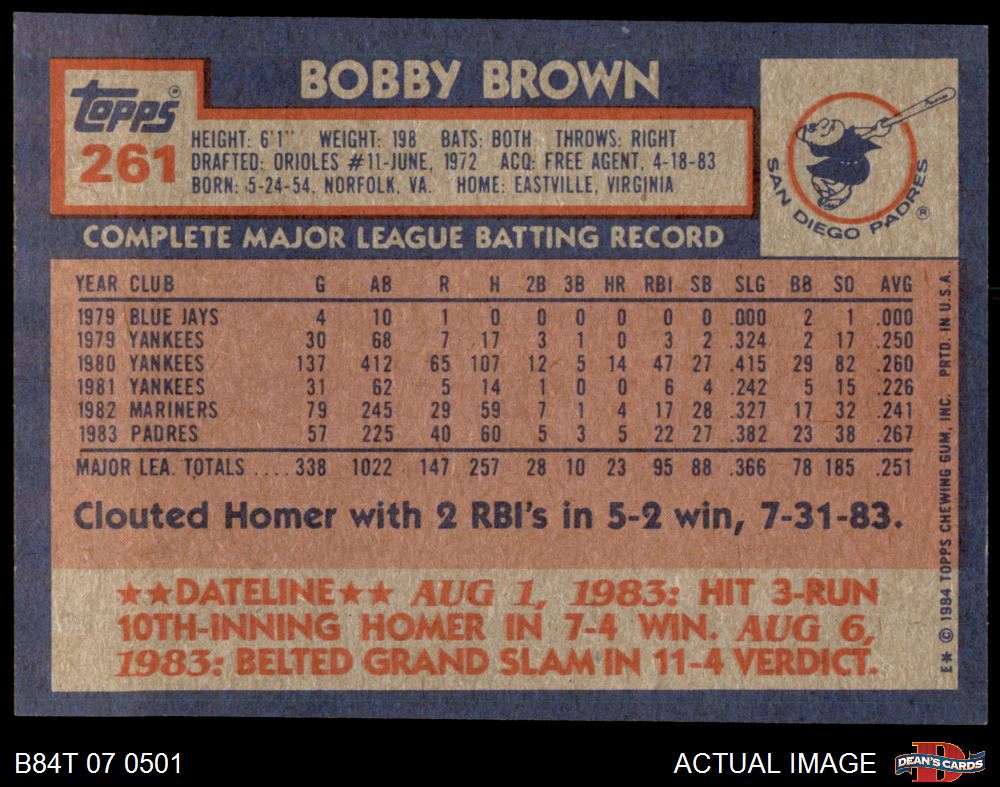 BOBBY BROWN
Topps®
261
HEIGHT: 6'1" WEIGHT: 198 BATS: BOTH THROWS: RIGHT
DRAFTED: ORIOLES #11-JUNE, 1972 ACQ: FREE AGENT, 4-18-83
BORN: 5-24-54, NORFOLK, VA. HOME: EASTVILLE, VIRGINIA
SAN DIEGO PADRES ®
COMPLETE MAJOR LEAGUE BATTING RECORD
YEAR CLUB G AB R H 2B 3B HR RBI SB SLG BB SO AVG
1979 BLUE JAYS 4 10 1 0 0 0 0 0 0 .000 2 1 .000
1979 YANKEES 30 68 7 17 3 1 0 3 2 .324 2 17 .250
1980 YANKEES 137 412 65 107 12 5 14 47 27 .415 29 82 .260
1981 YANKEES 31 62 5 14 1 0 0 6 4 .242 5 15 .226
1982 MARINERS 79 245 29 59 7 1 4 17 28 .327 17 32 .241
1983 PADRES 57 225 40 60 5 3 5 22 27 .382 23 38 .267
MAJOR LEA. TOTALS .... 338 1022 147 257 28 10 23 95 88 .366 78 185 .251
Clouted Homer with 2 RBI's in 5-2 win, 7-31-83.
★★DATELINE★★ AUG 1, 1983: HIT 3-RUN
10TH-INNING HOMER IN 7-4 WIN. AUG 6,
1983: BELTED GRAND SLAM IN 11-4 VERDICT.
E* © 1984 TOPPS CHEWING GUM, INC. PRTD. IN U.S.A.
B84T 07 0501
ACTUAL IMAGE
D
DEAN'S CARDS
B